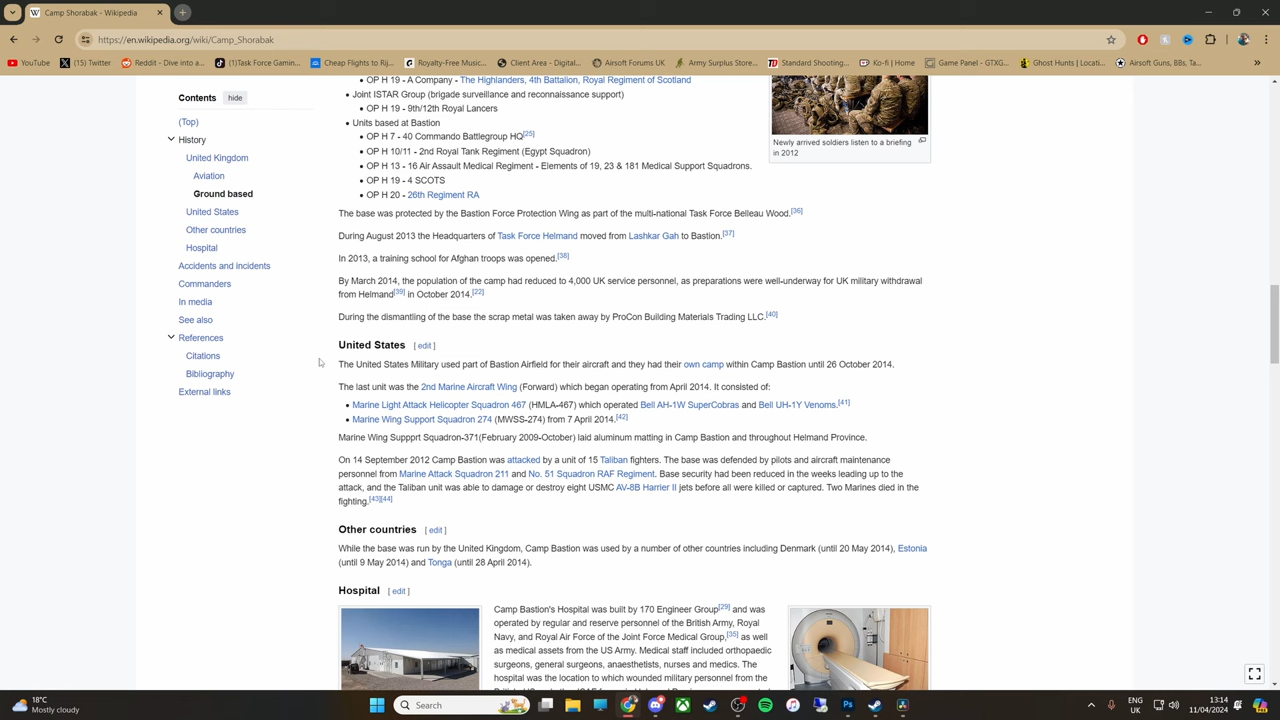 Camp Shorabak - Wikipedia
https://en.wikipedia.org/wiki/Camp_Shorabak
YouTube
(15) Twitter
Reddit - Dive into a...
(1)Task Force Gamin...
Cheap Flights to Rij...
Royalty-Free Music...
Client Area - Digital...
Airsoft Forums UK
Army Surplus Store...
Standard Shooting...
Ko-fi | Home
Game Panel - GTXG...
Ghost Hunts | Locati...
Airsoft Guns, BBs, Ta...
Contents hide
(Top)
History
United Kingdom
Aviation
Ground based
United States
Other countries
Hospital
Accidents and incidents
Commanders
In media
See also
References
Citations
Bibliography
External links
OP H 19 - A Company - The Highlanders, 4th Battalion, Royal Regiment of Scotland
Joint ISTAR Group (brigade surveillance and reconnaissance support)
OP H 19 - 9th/12th Royal Lancers
Units based at Bastion
OP H 7 - 40 Commando Battlegroup HQ[25]
OP H 10/11 - 2nd Royal Tank Regiment (Egypt Squadron)
OP H 13 - 16 Air Assault Medical Regiment - Elements of 19, 23 & 181 Medical Support Squadrons.
OP H 19 - 4 SCOTS
OP H 20 - 26th Regiment RA
Newly arrived soldiers listen to a briefing
in 2012
The base was protected by the Bastion Force Protection Wing as part of the multi-national Task Force Belleau Wood.[36]
During August 2013 the Headquarters of Task Force Helmand moved from Lashkar Gah to Bastion.[37]
In 2013, a training school for Afghan troops was opened.[38]
By March 2014, the population of the camp had reduced to 4,000 UK service personnel, as preparations were well-underway for UK military withdrawal
from Helmand[39] in October 2014.[22]
During the dismantling of the base the scrap metal was taken away by ProCon Building Materials Trading LLC.[40]
United States [ edit ]
The United States Military used part of Bastion Airfield for their aircraft and they had their own camp within Camp Bastion until 26 October 2014.
The last unit was the 2nd Marine Aircraft Wing (Forward) which began operating from April 2014. It consisted of:
Marine Light Attack Helicopter Squadron 467 (HMLA-467) which operated Bell AH-1W SuperCobras and Bell UH-1Y Venoms.[41]
Marine Wing Support Squadron 274 (MWSS-274) from 7 April 2014.[42]
Marine Wing Suppprt Squadron-371(February 2009-October) laid aluminum matting in Camp Bastion and throughout Helmand Province.
On 14 September 2012 Camp Bastion was attacked by a unit of 15 Taliban fighters. The base was defended by pilots and aircraft maintenance
personnel from Marine Attack Squadron 211 and No. 51 Squadron RAF Regiment. Base security had been reduced in the weeks leading up to the
attack, and the Taliban unit was able to damage or destroy eight USMC AV-8B Harrier II jets before all were killed or captured. Two Marines died in the
fighting.[43][44]
Other countries [ edit ]
While the base was run by the United Kingdom, Camp Bastion was used by a number of other countries including Denmark (until 20 May 2014), Estonia
(until 9 May 2014) and Tonga (until 28 April 2014).
Hospital [ edit ]
Camp Bastion's Hospital was built by 170 Engineer Group[29] and was
operated by regular and reserve personnel of the British Army, Royal
Navy, and Royal Air Force of the Joint Force Medical Group,[35] as well
as medical assets from the US Army. Medical staff included orthopaedic
surgeons, general surgeons, anaesthetists, nurses and medics. The
hospital was the location to which wounded military personnel from the
18°C
Mostly cloudy
Search
ENG
UK
13:14
11/04/2024